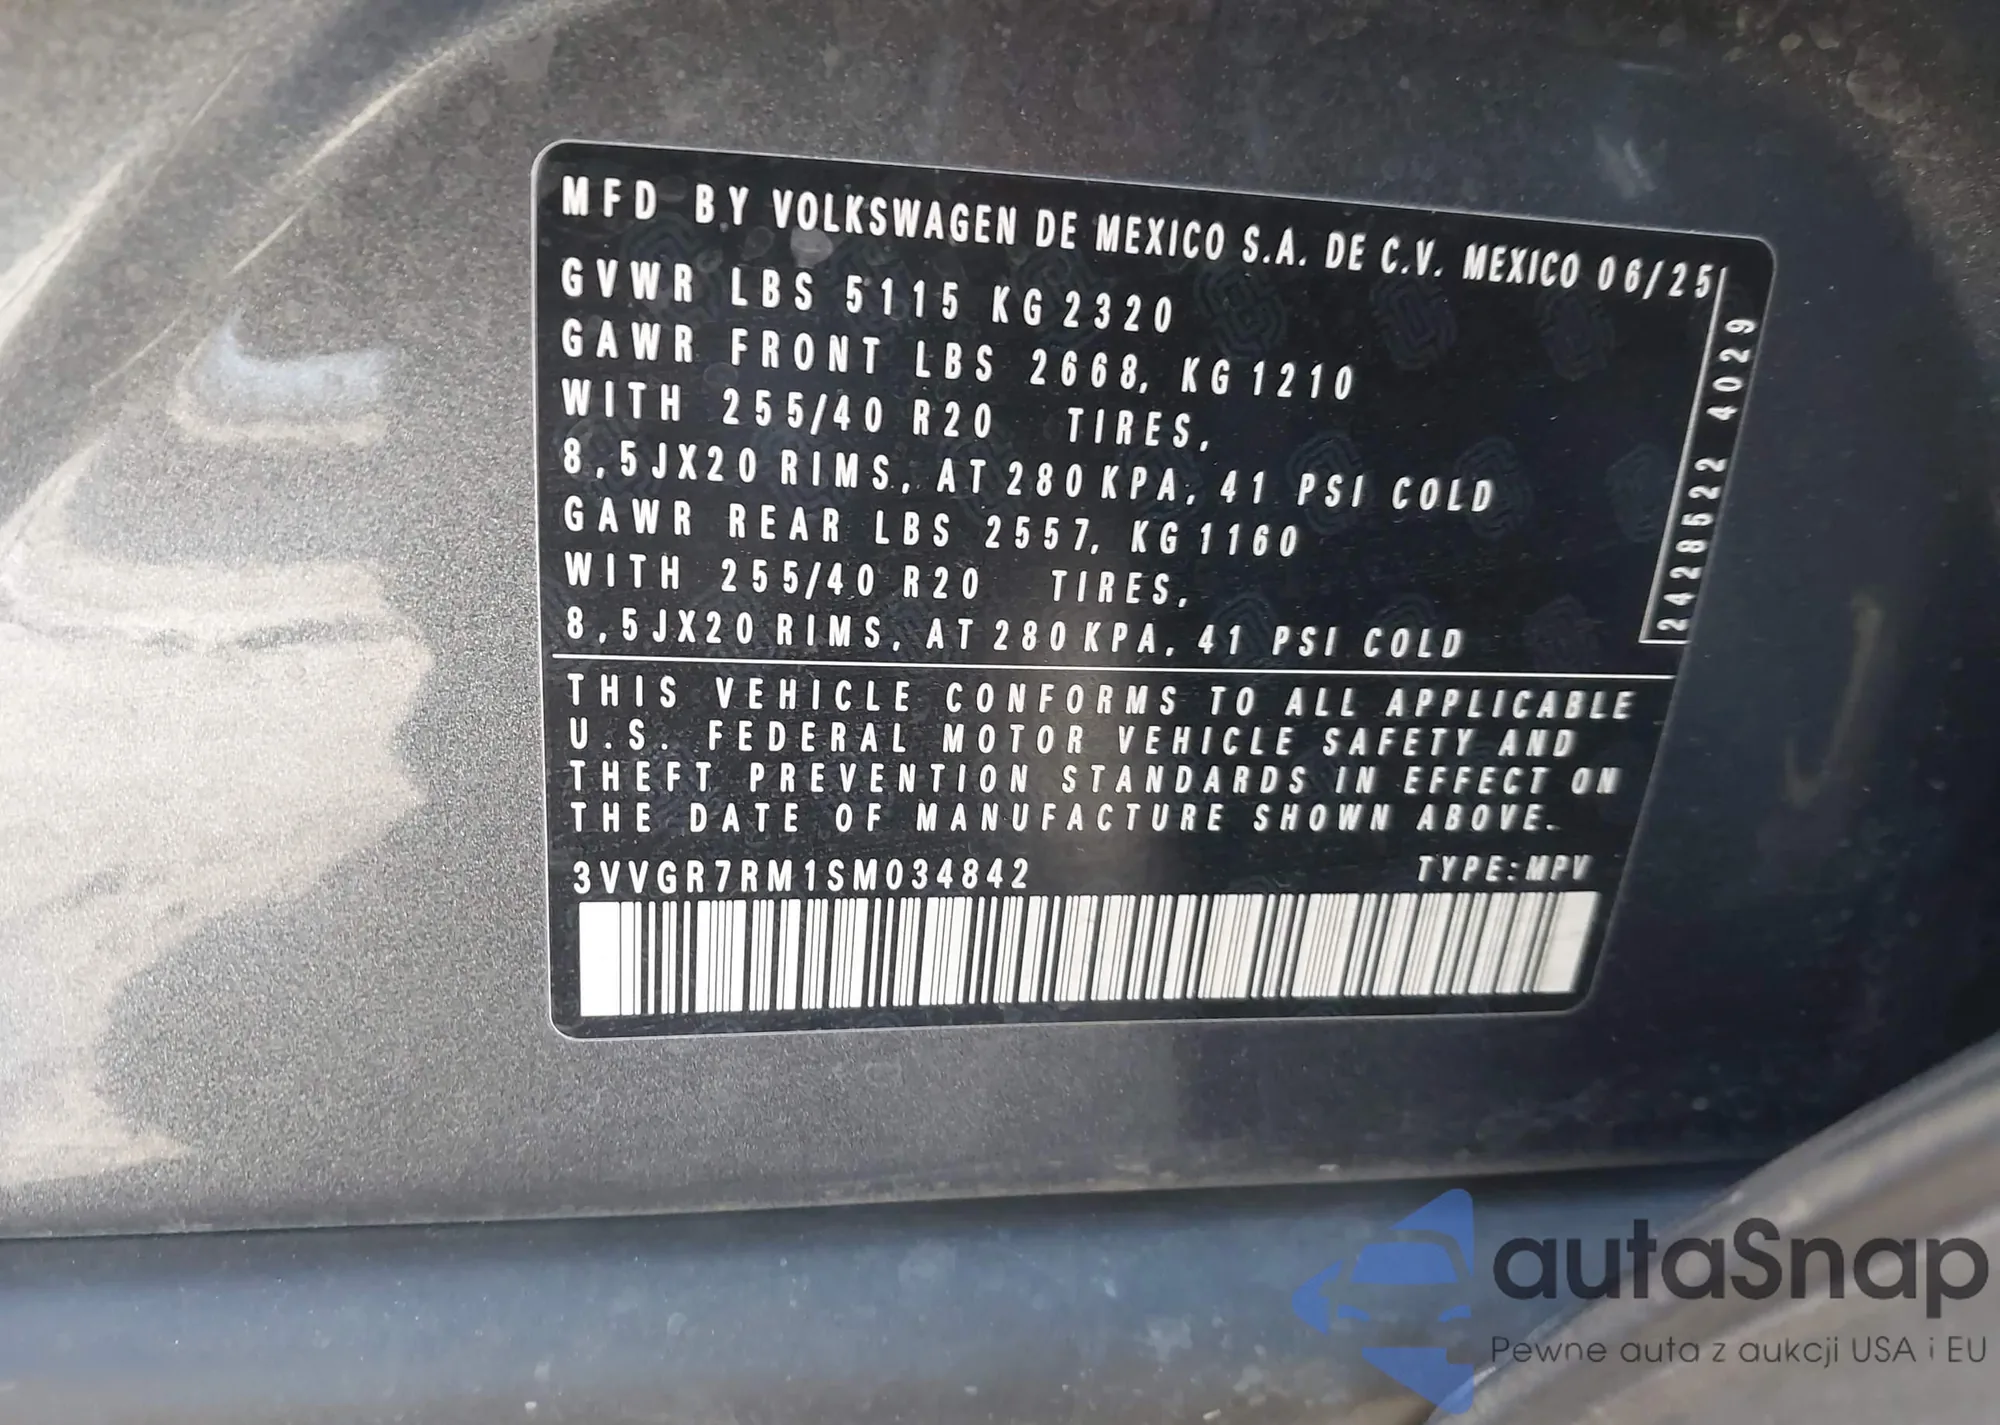 MFD BY VOLKSWAGEN DE MEXICO S.A. DE C.V. MEXICO 06/25
GVWR LBS 5115 KG 2320
GAWR FRONT LBS 2668, KG 1210
WITH 255/40 R20 TIRES,
8,5JX20 RIMS, AT 280 KPA, 41 PSI COLD
GAWR REAR LBS 2557, KG 1160
WITH 255/40 R20 TIRES,
8,5JX20 RIMS, AT 280 KPA, 41 PSI COLD
2428522 4029
THIS VEHICLE CONFORMS TO ALL APPLICABLE
U.S. FEDERAL MOTOR VEHICLE SAFETY AND
THEFT PREVENTION STANDARDS IN EFFECT ON
THE DATE OF MANUFACTURE SHOWN ABOVE.
3VVGR7RM1SM034842 TYPE:MPV
autaSnap
Pewne auta z aukcji USA i EU